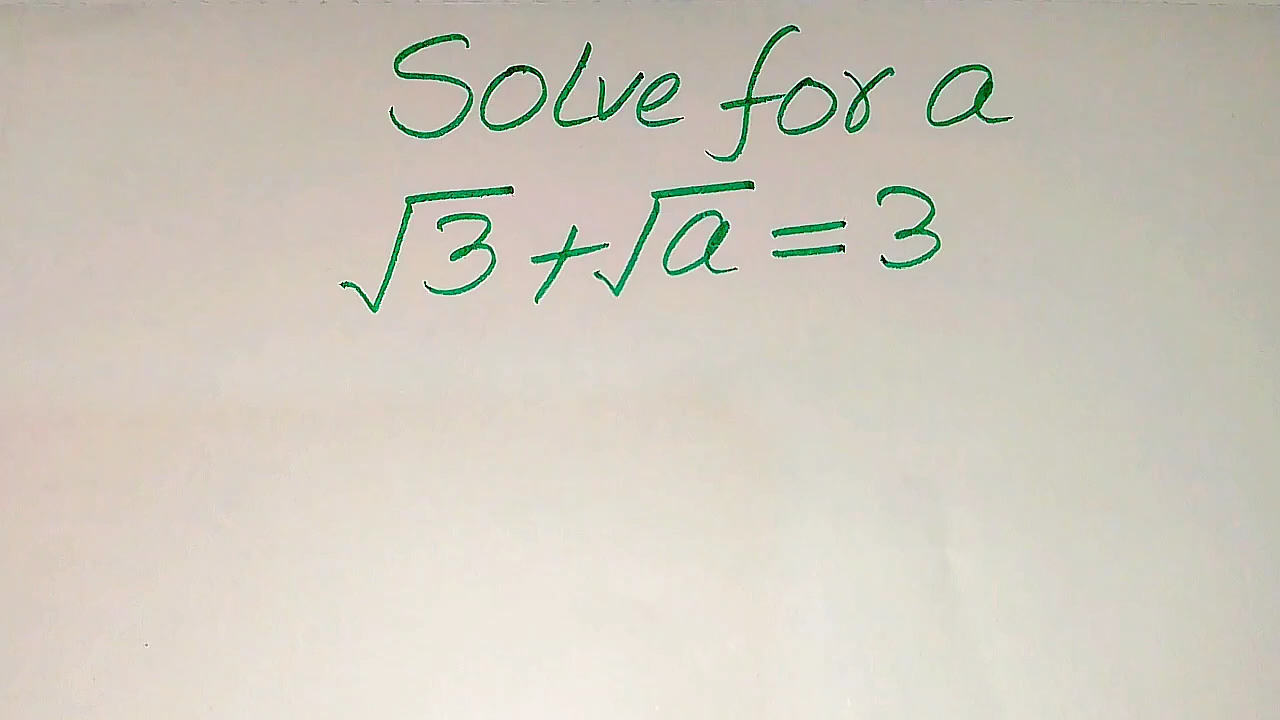 Solve for a
√3 + √a = 3